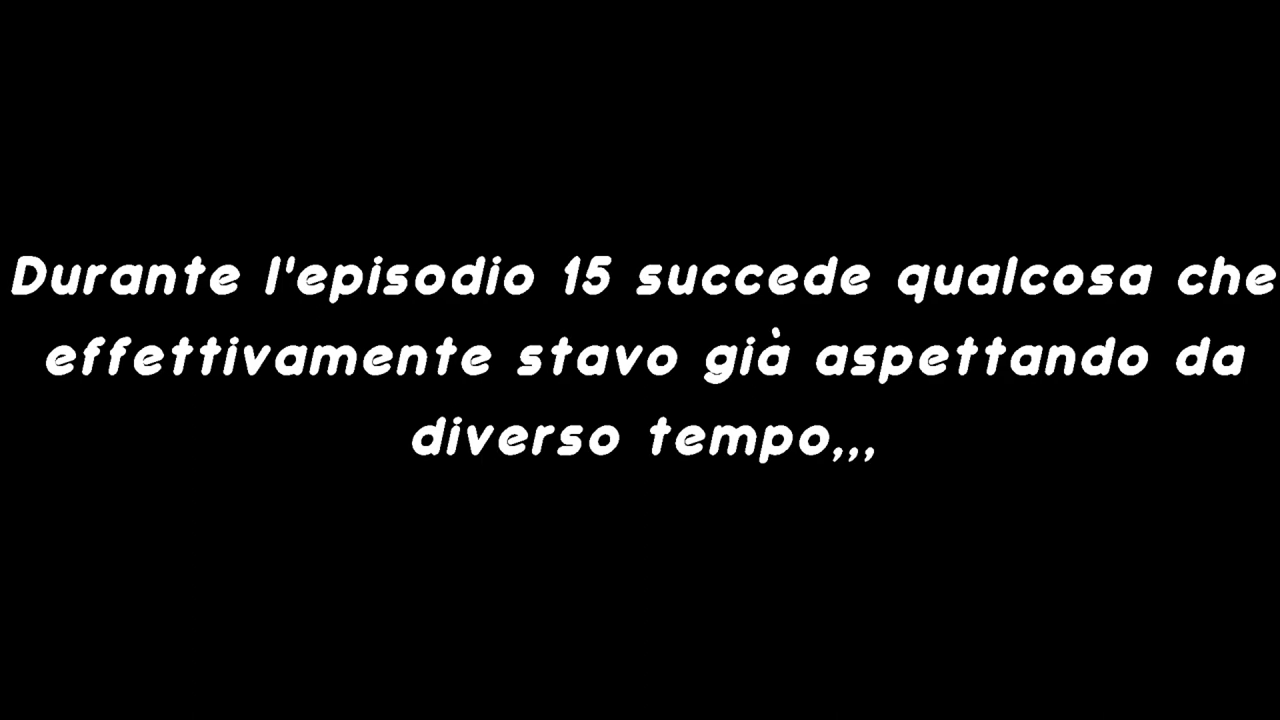 Durante l'episodio 15 succede qualcosa che
effettivamente stavo già aspettando da
diverso tempo,,,